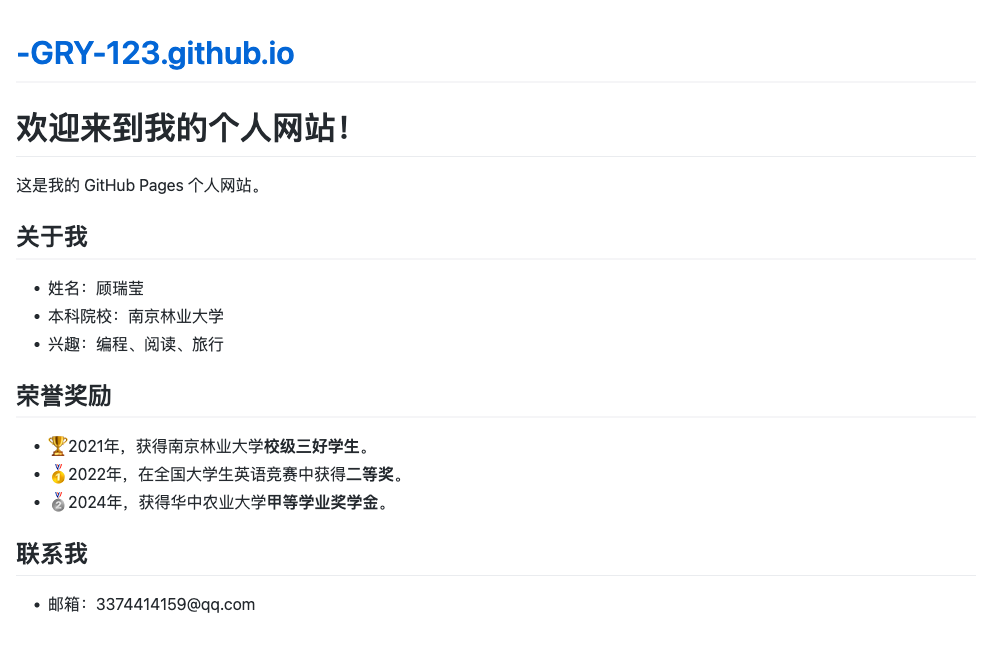 -GRY-123.github.io
欢迎来到我的个人网站！
这是我的 GitHub Pages 个人网站。
关于我
• 姓名：顾瑞莹
• 本科院校：南京林业大学
• 兴趣：编程、阅读、旅行
荣誉奖励
• 🏆2021年，获得南京林业大学校级三好学生。
• 🥇2022年，在全国大学生英语竞赛中获得二等奖。
• 🥈2024年，获得华中农业大学甲等学业奖学金。
联系我
• 邮箱：3374414159@qq.com